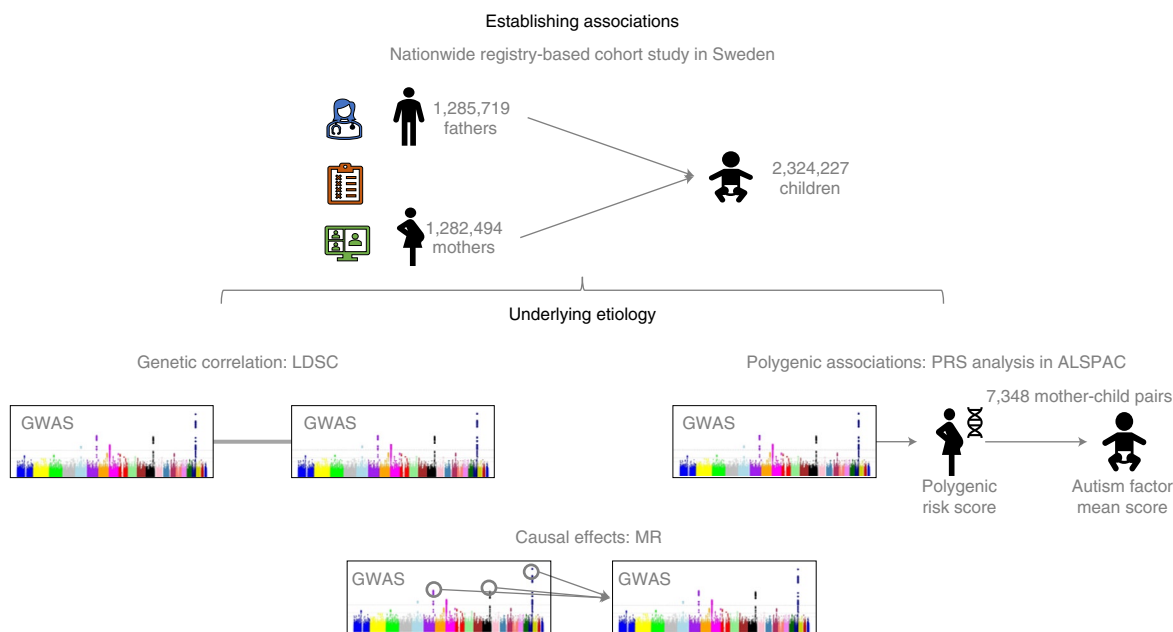 Establishing associations
Nationwide registry-based cohort study in Sweden
1,285,719
fathers
2,324,227
children
1,282,494
mothers
Underlying etiology
Genetic correlation: LDSC
Polygenic associations: PRS analysis in ALSPAC
7,348 mother-child pairs
GWAS
GWAS
GWAS
Polygenic
risk score
Autism factor
mean score
Causal effects: MR
GWAS
GWAS